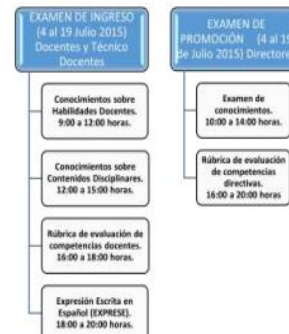 EXAMEN DE INGRESO
(4 al 19 Julio 2015)
Docentes y Técnico
Docentes
Conocimientos sobre
Habilidades Docentes.
9:00 a 12:00 horas.
Conocimientos sobre
Contenidos Disciplinares.
12:00 a 15:00 horas.
Rúbrica de evaluación de
competencias docentes.
16:00 a 18:00 horas.
Expresión Escrita en
Español (EXPRESE).
18:00 a 20:00 horas.
EXAMEN DE
PROMOCIÓN (4 al 19
de Julio 2015) Directore
Examen de
conocimientos.
10:00 a 14:00 horas.
Rúbrica de evaluación
de competencias
directivas.
16:00 a 20:00 horas